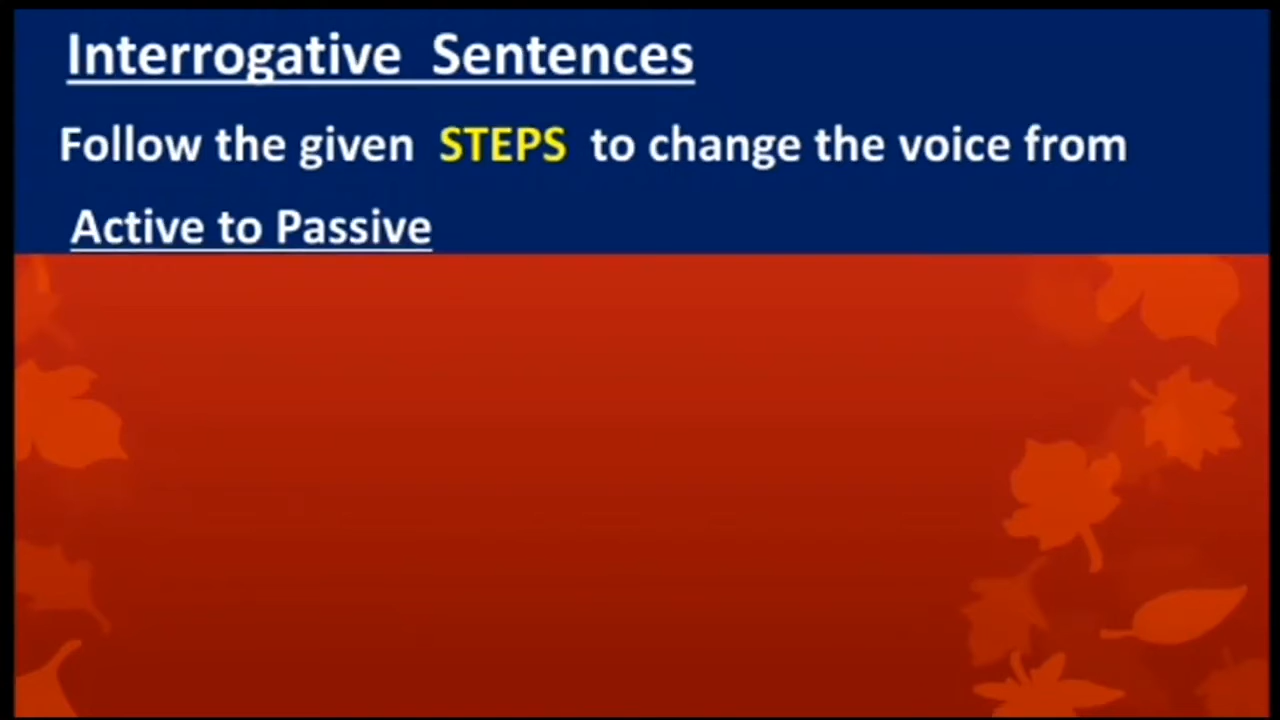 Interrogative Sentences
Follow the given STEPS to change the voice from
Active to Passive